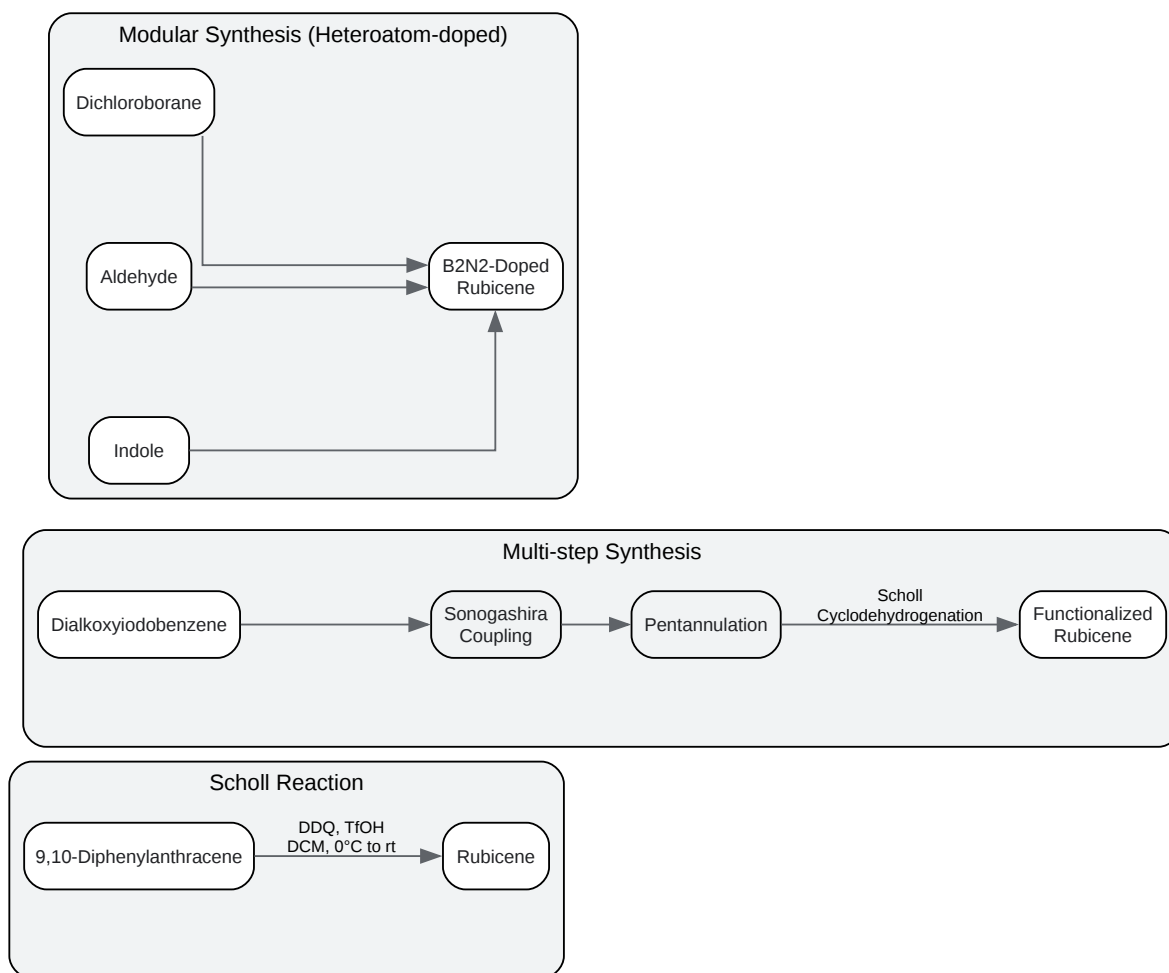 Modular Synthesis (Heteroatom-doped)
Dichloroborane
Aldehyde
B2N2-Doped
Rubicene
Indole
Multi-step Synthesis
Dialkoxyiodobenzene
Sonogashira
Coupling
Pentannulation
Scholl
Cyclodehydrogenation
Functionalized
Rubicene
Scholl Reaction
9,10-Diphenylanthracene
DDQ, TfOH
DCM, 0°C to rt
Rubicene